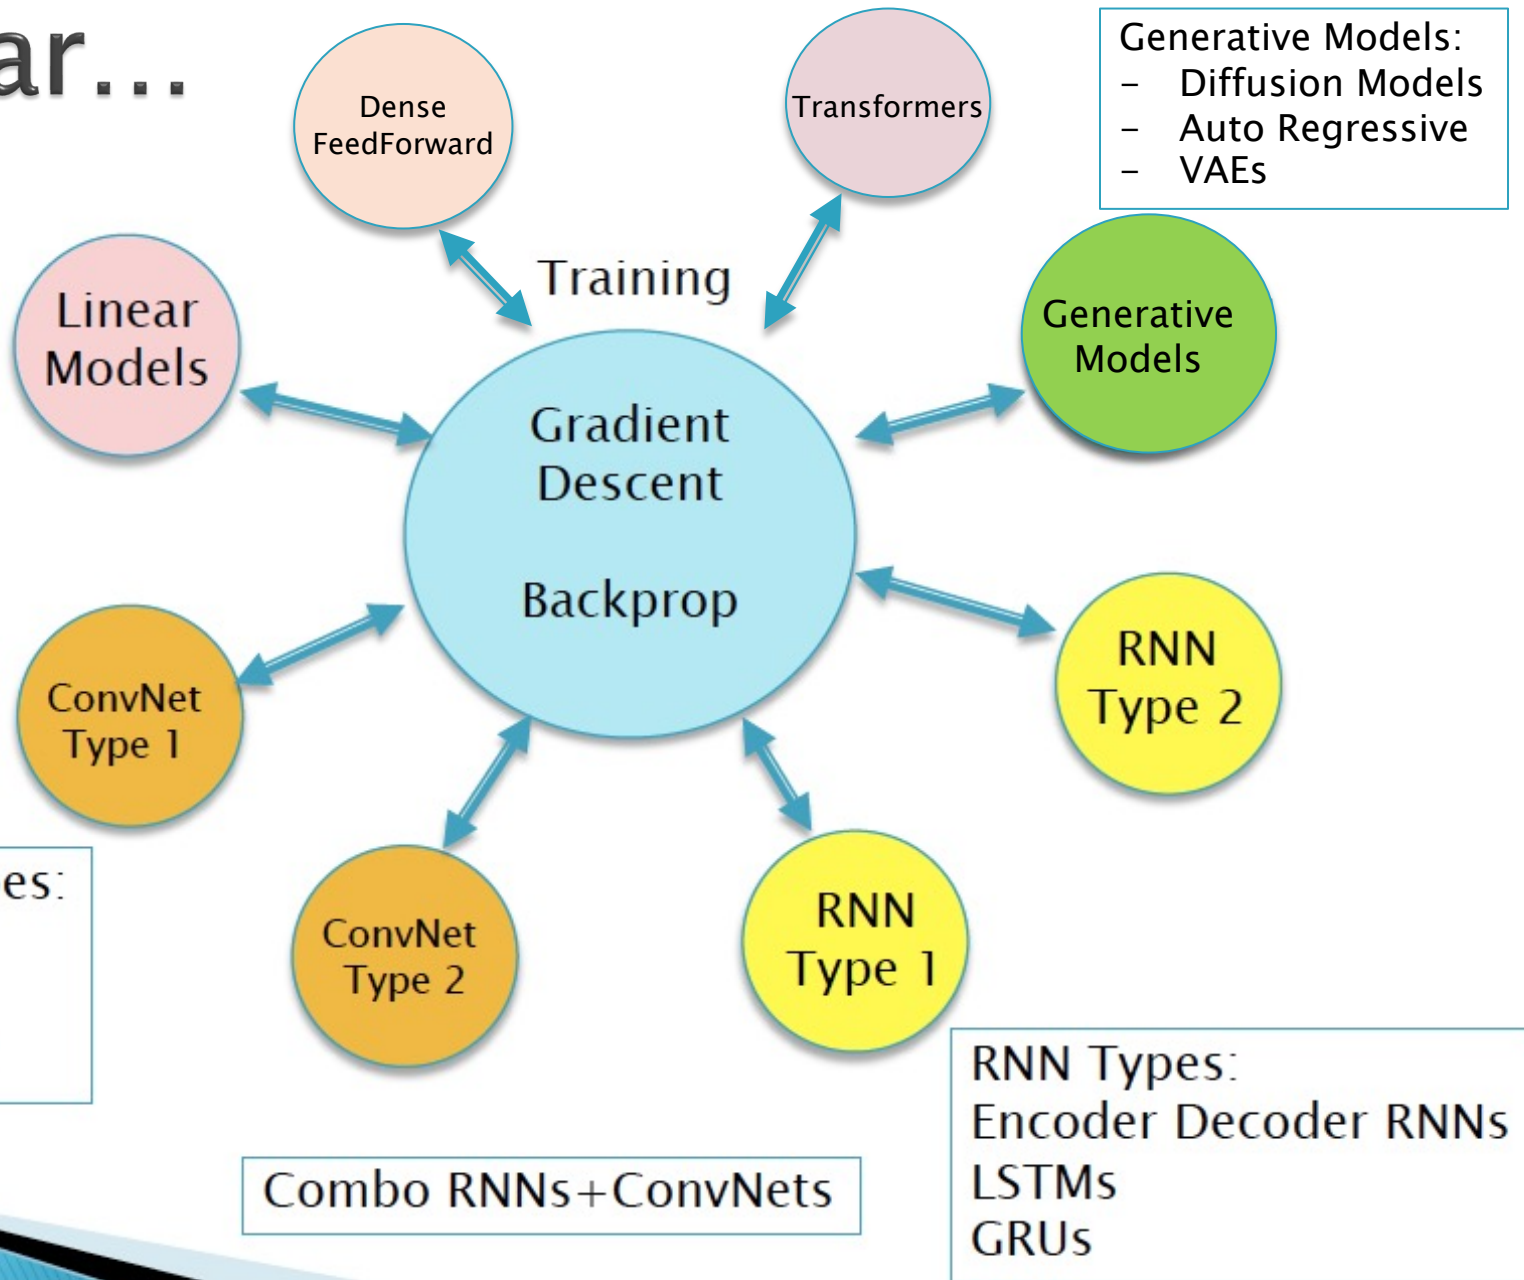 ar...
Dense
FeedForward
Transformers
Generative Models:
- Diffusion Models
- Auto Regressive
- VAEs
Training
Linear
Models
Generative
Models
Gradient
Descent
Backprop
ConvNet
Type 1
RNN
Type 2
es:
ConvNet
Type 2
RNN
Type 1
RNN Types:
Encoder Decoder RNNs
LSTMs
GRUs
Combo RNNs+ConvNets